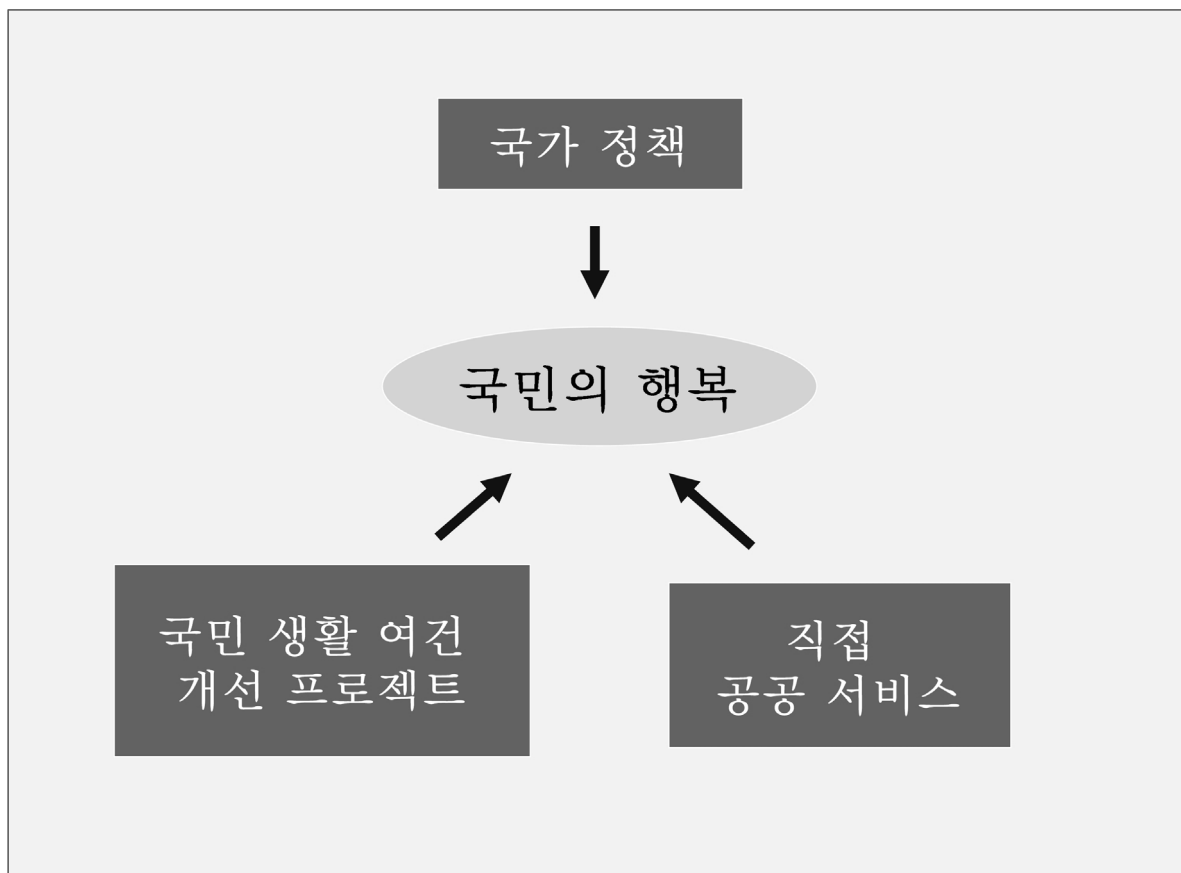 국가 정책
국민의 행복
국민 생활 여건
개선 프로젝트
직접
공공 서비스